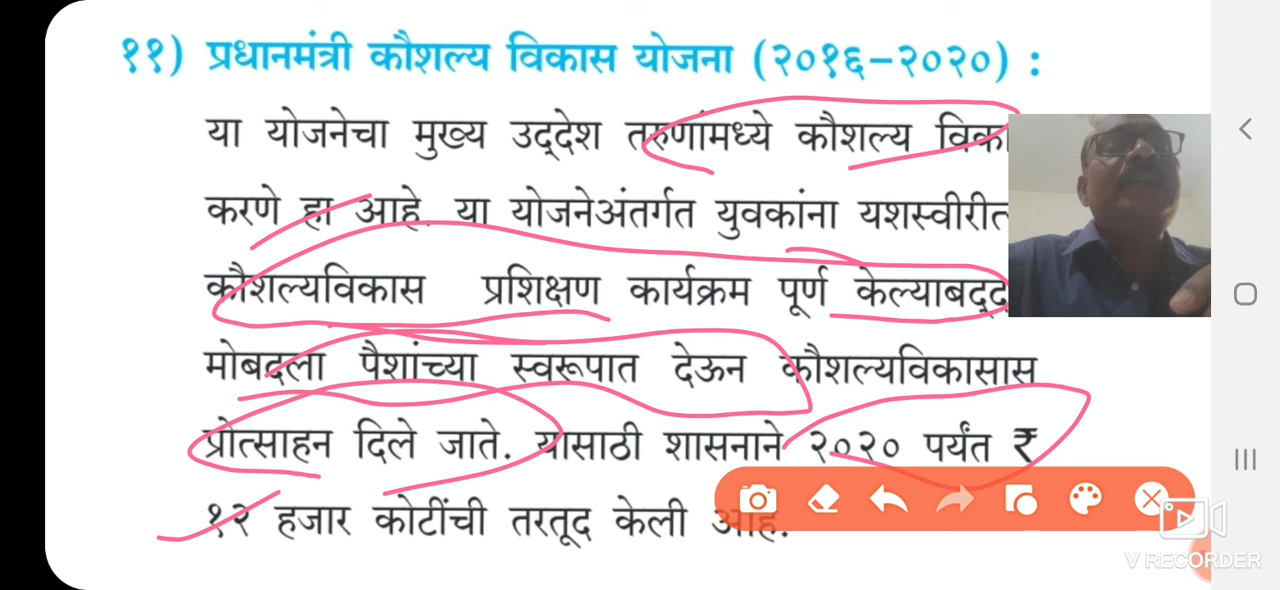 ११) प्रधानमंत्री कौशल्य विकास योजना (२०१६-२०२०) :
या योजनेचा मुख्य उद्देश तरुणांमध्ये कौशल्य
करणे हा आहे. या योजनेअंतर्गत युवकांना यशस्वीरीत
कौशल्यविकास प्रशिक्षण कार्यक्रम पूर्ण केल्याबद्द
मोबदला पैशांच्या स्वरूपात देऊन कौशल्यविकासास
प्रोत्साहन दिले जाते. यासाठी शासनाने २०२० पर्यंत ₹
१२ हजार कोटींची तरतूद केली आहे.
V RECORDER